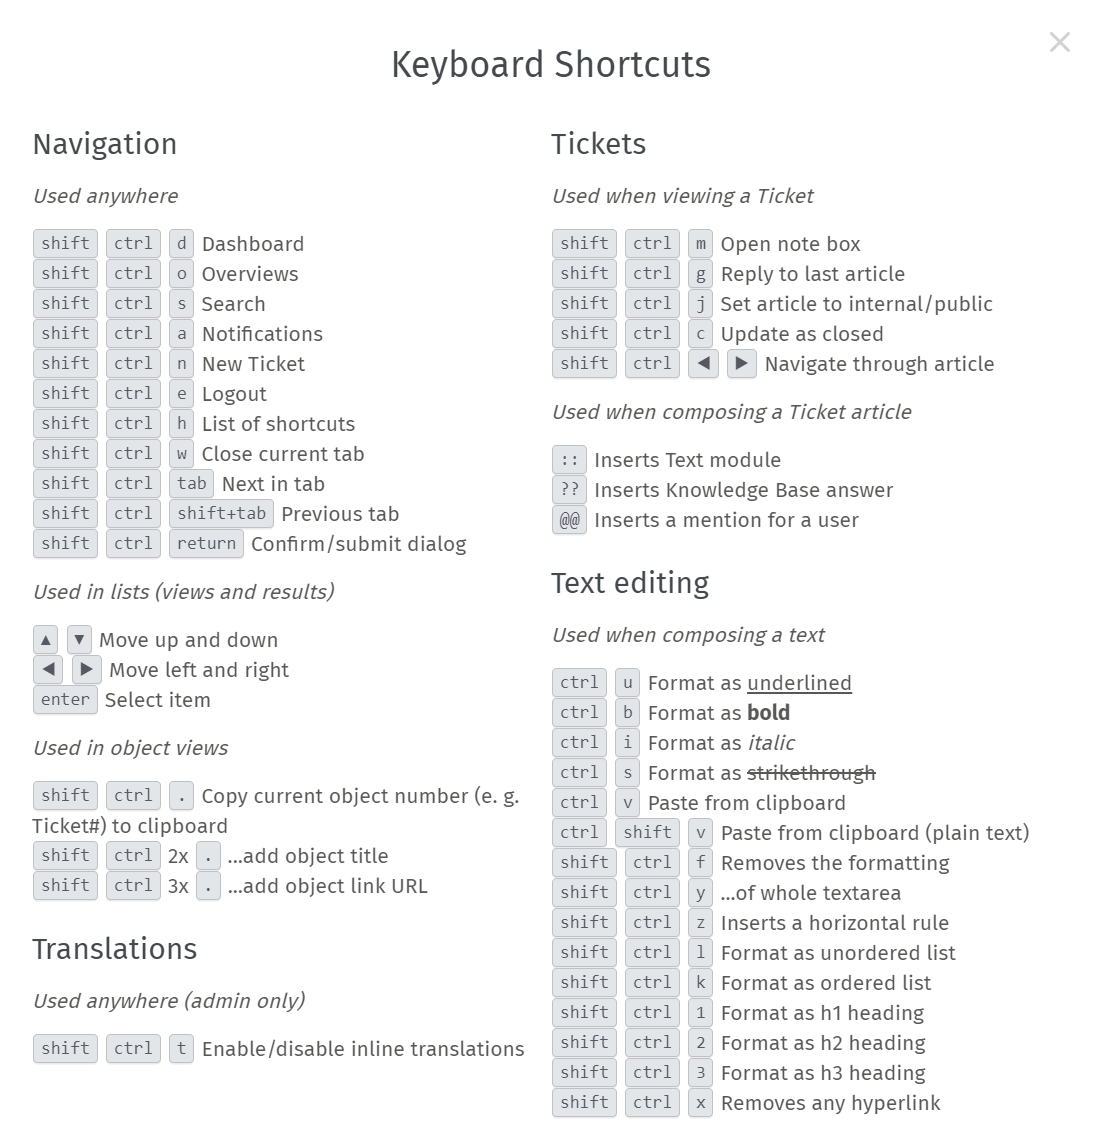 Keyboard Shortcuts
Navigation
Used anywhere
shift ctrl d Dashboard
shift ctrl o Overviews
shift ctrl s Search
shift ctrl a Notifications
shift ctrl n New Ticket
shift ctrl e Logout
shift ctrl h List of shortcuts
shift ctrl w Close current tab
shift ctrl tab Next in tab
shift ctrl shift+tab Previous tab
shift ctrl return Confirm/submit dialog
Used in lists (views and results)
▲ ▼ Move up and down
◀ ▶ Move left and right
enter Select item
Used in object views
shift ctrl . Copy current object number (e. g.
Ticket#) to clipboard
shift ctrl 2x . ...add object title
shift ctrl 3x . ...add object link URL
Translations
Used anywhere (admin only)
shift ctrl t Enable/disable inline translations
Tickets
Used when viewing a Ticket
shift ctrl m Open note box
shift ctrl g Reply to last article
shift ctrl j Set article to internal/public
shift ctrl c Update as closed
shift ctrl ◀ ▶ Navigate through article
Used when composing a Ticket article
:: Inserts Text module
?? Inserts Knowledge Base answer
@@ Inserts a mention for a user
Text editing
Used when composing a text
ctrl u Format as underlined
ctrl b Format as bold
ctrl i Format as italic
ctrl s Format as strikethrough
ctrl v Paste from clipboard
ctrl shift v Paste from clipboard (plain text)
shift ctrl f Removes the formatting
shift ctrl y ...of whole textarea
shift ctrl z Inserts a horizontal rule
shift ctrl l Format as unordered list
shift ctrl k Format as ordered list
shift ctrl 1 Format as h1 heading
shift ctrl 2 Format as h2 heading
shift ctrl 3 Format as h3 heading
shift ctrl x Removes any hyperlink